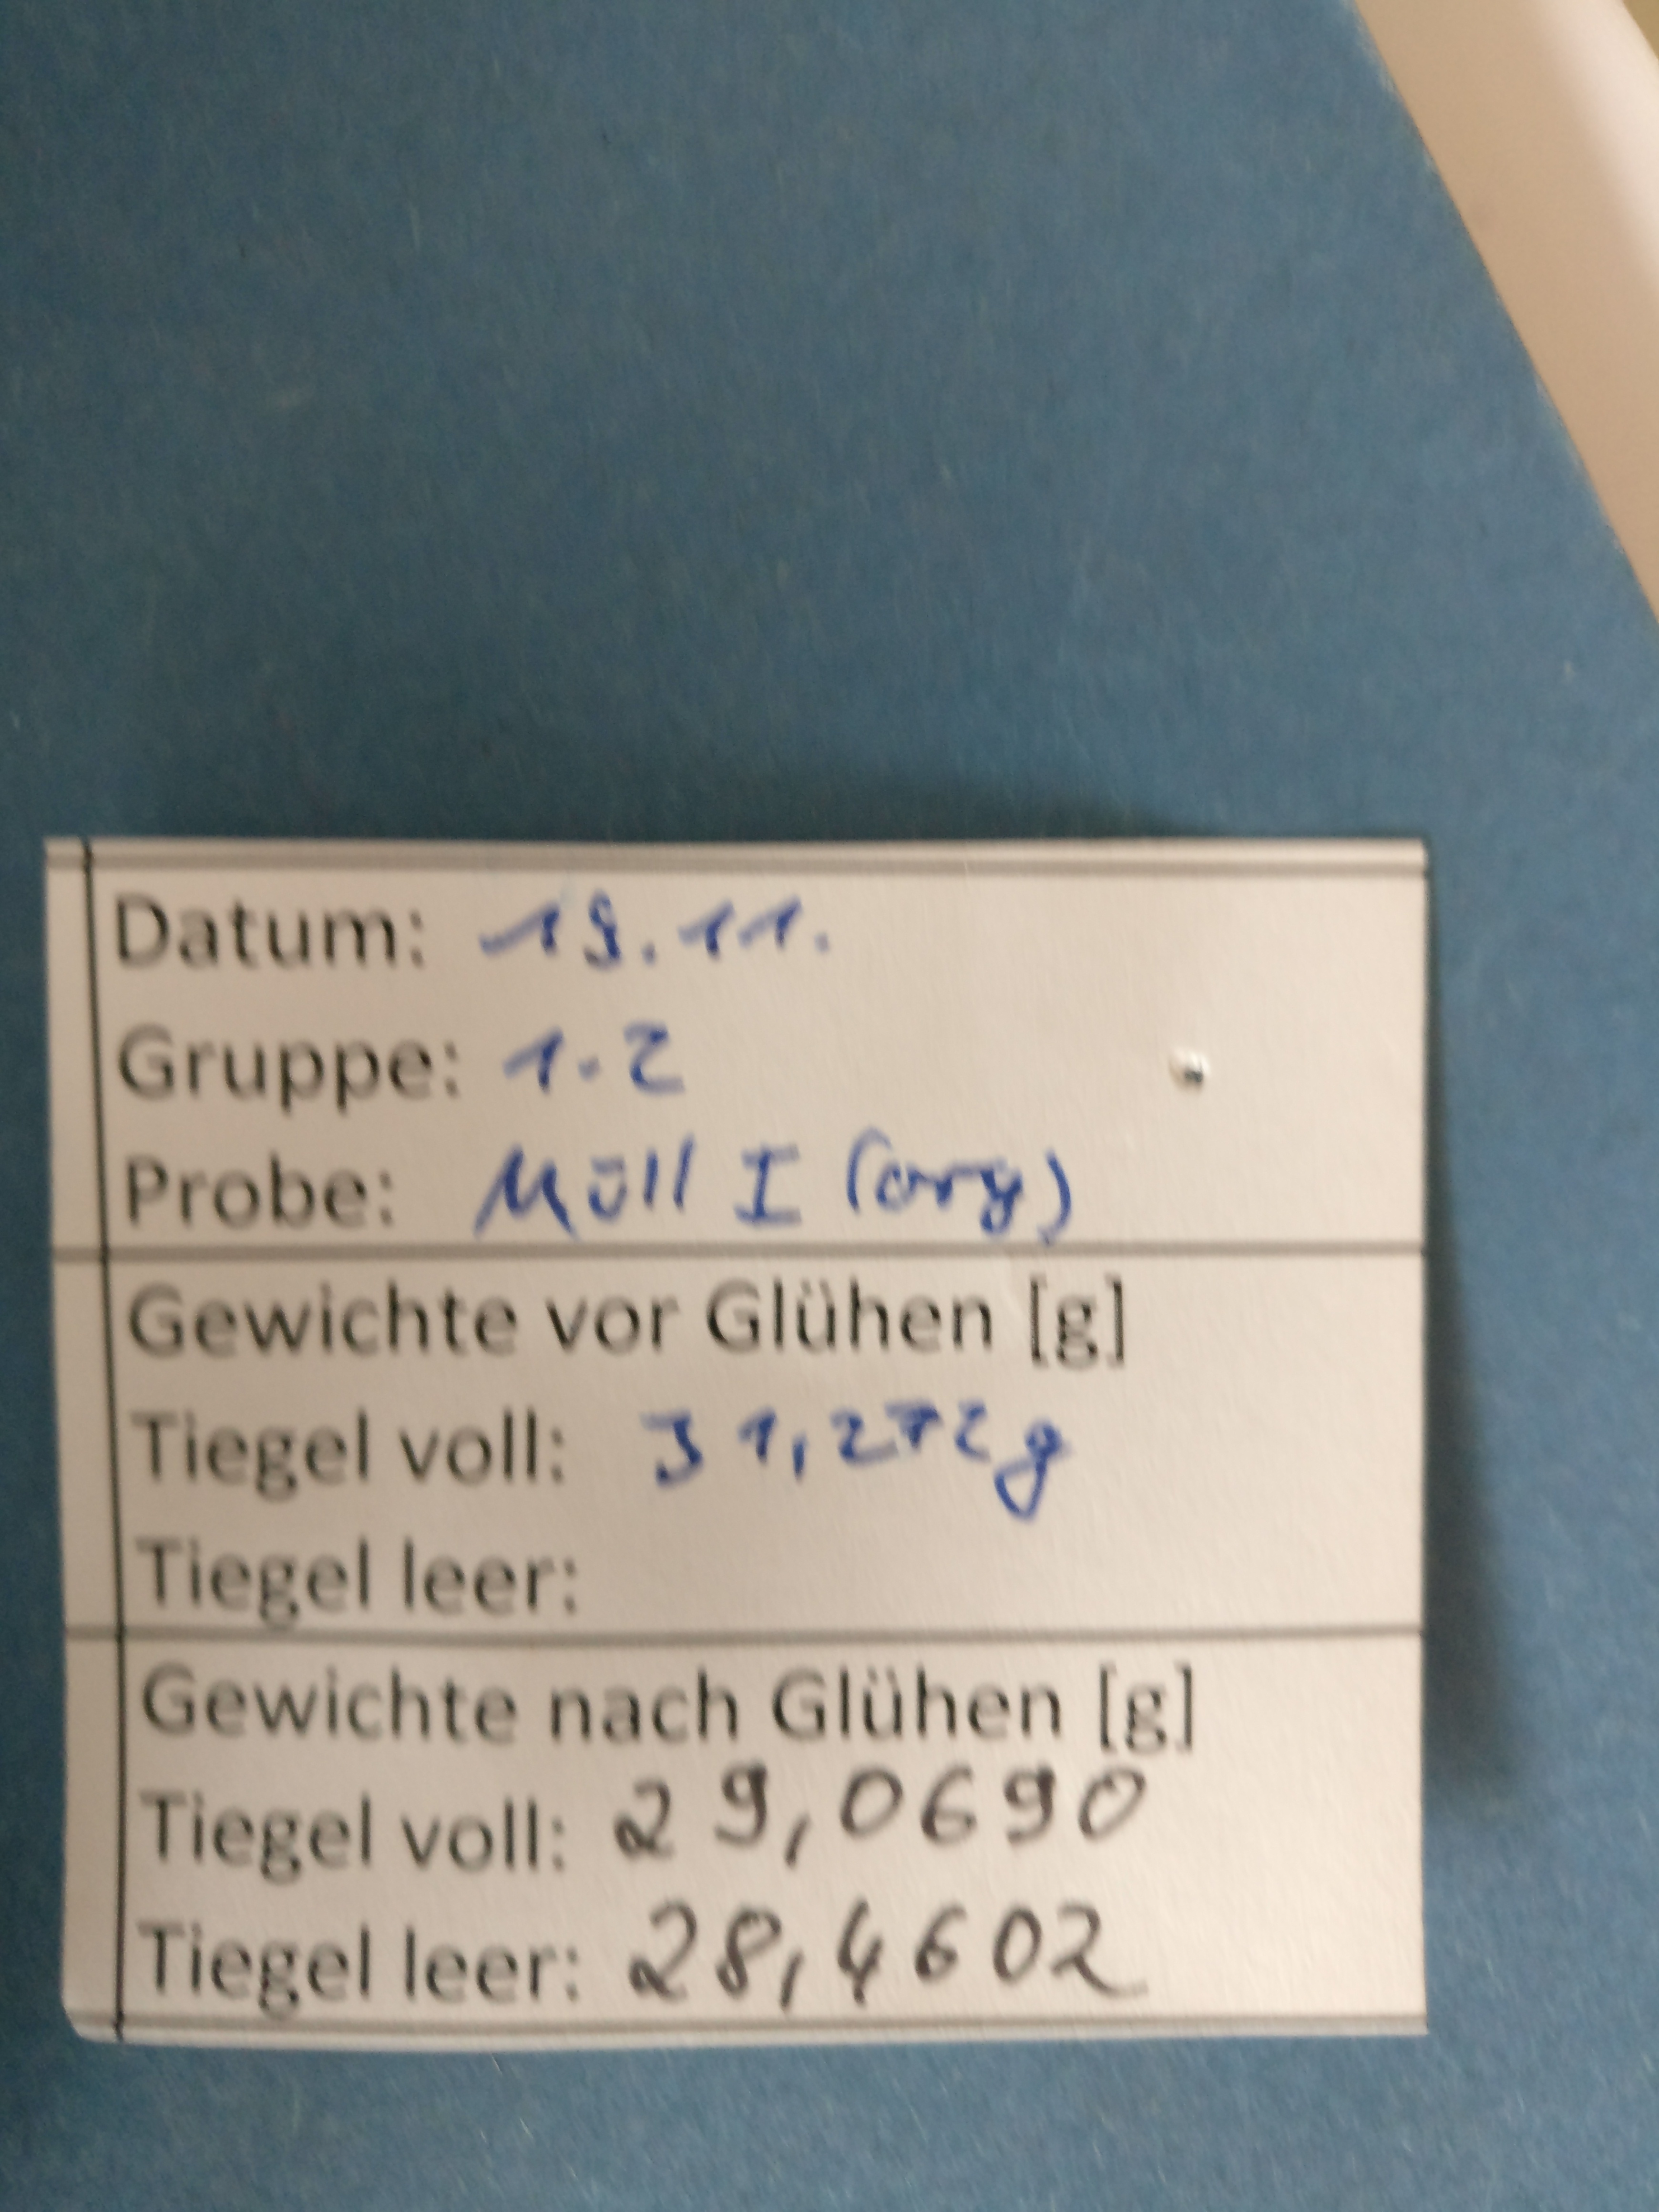 Datum: 19.11.
Gruppe: 1.2
Probe: Müll I (org)
Gewichte vor Glühen [g]
Tiegel voll: 31,272g
Tiegel leer:
Gewichte nach Glühen [g]
Tiegel voll: 29,0690
Tiegel leer: 28,4602